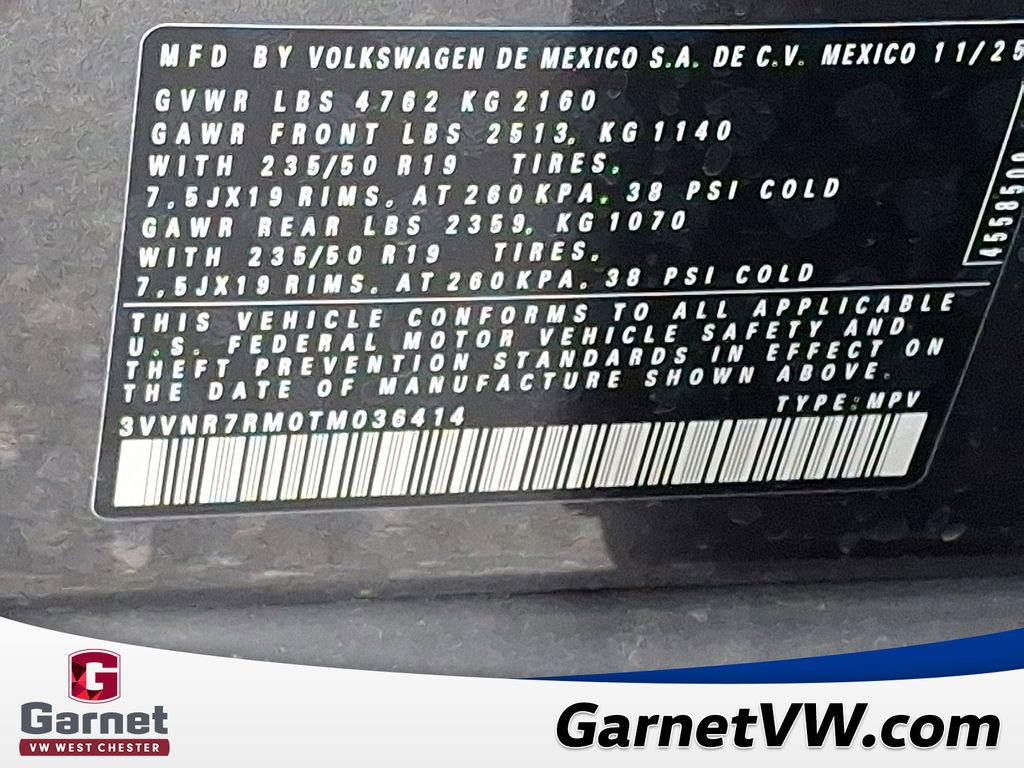 MFD BY VOLKSWAGEN DE MEXICO S.A. DE C.V. MEXICO 11/25
GVWR LBS 4762 KG 2160
GAWR FRONT LBS 2513, KG 1140
WITH 235/50 R19 TIRES,
7,5JX19 RIMS, AT 260 KPA, 38 PSI COLD
GAWR REAR LBS 2359, KG 1070
WITH 235/50 R19 TIRES,
7,5JX19 RIMS, AT 260 KPA, 38 PSI COLD
4558500
THIS VEHICLE CONFORMS TO ALL APPLICABLE
U.S. FEDERAL MOTOR VEHICLE SAFETY AND
THEFT PREVENTION STANDARDS IN EFFECT ON
THE DATE OF MANUFACTURE SHOWN ABOVE.
TYPE:MPV
3VVNR7RM0TM036414
G
Garnet
VW WEST CHESTER
GarnetVW.com